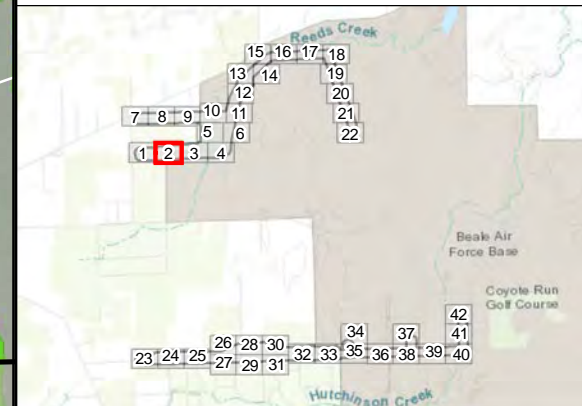 Reeds Creek
15 16 17 18
13 14 19
12 20
7 8 9 10 11 21
5 6 22
1 2 3 4
Beale Air
Force Base
Coyote Run
Golf Course
42
34 37 41
26 28 30
23 24 25 27 29 31 32 33 35 36 38 39 40
Hutchinson Creek